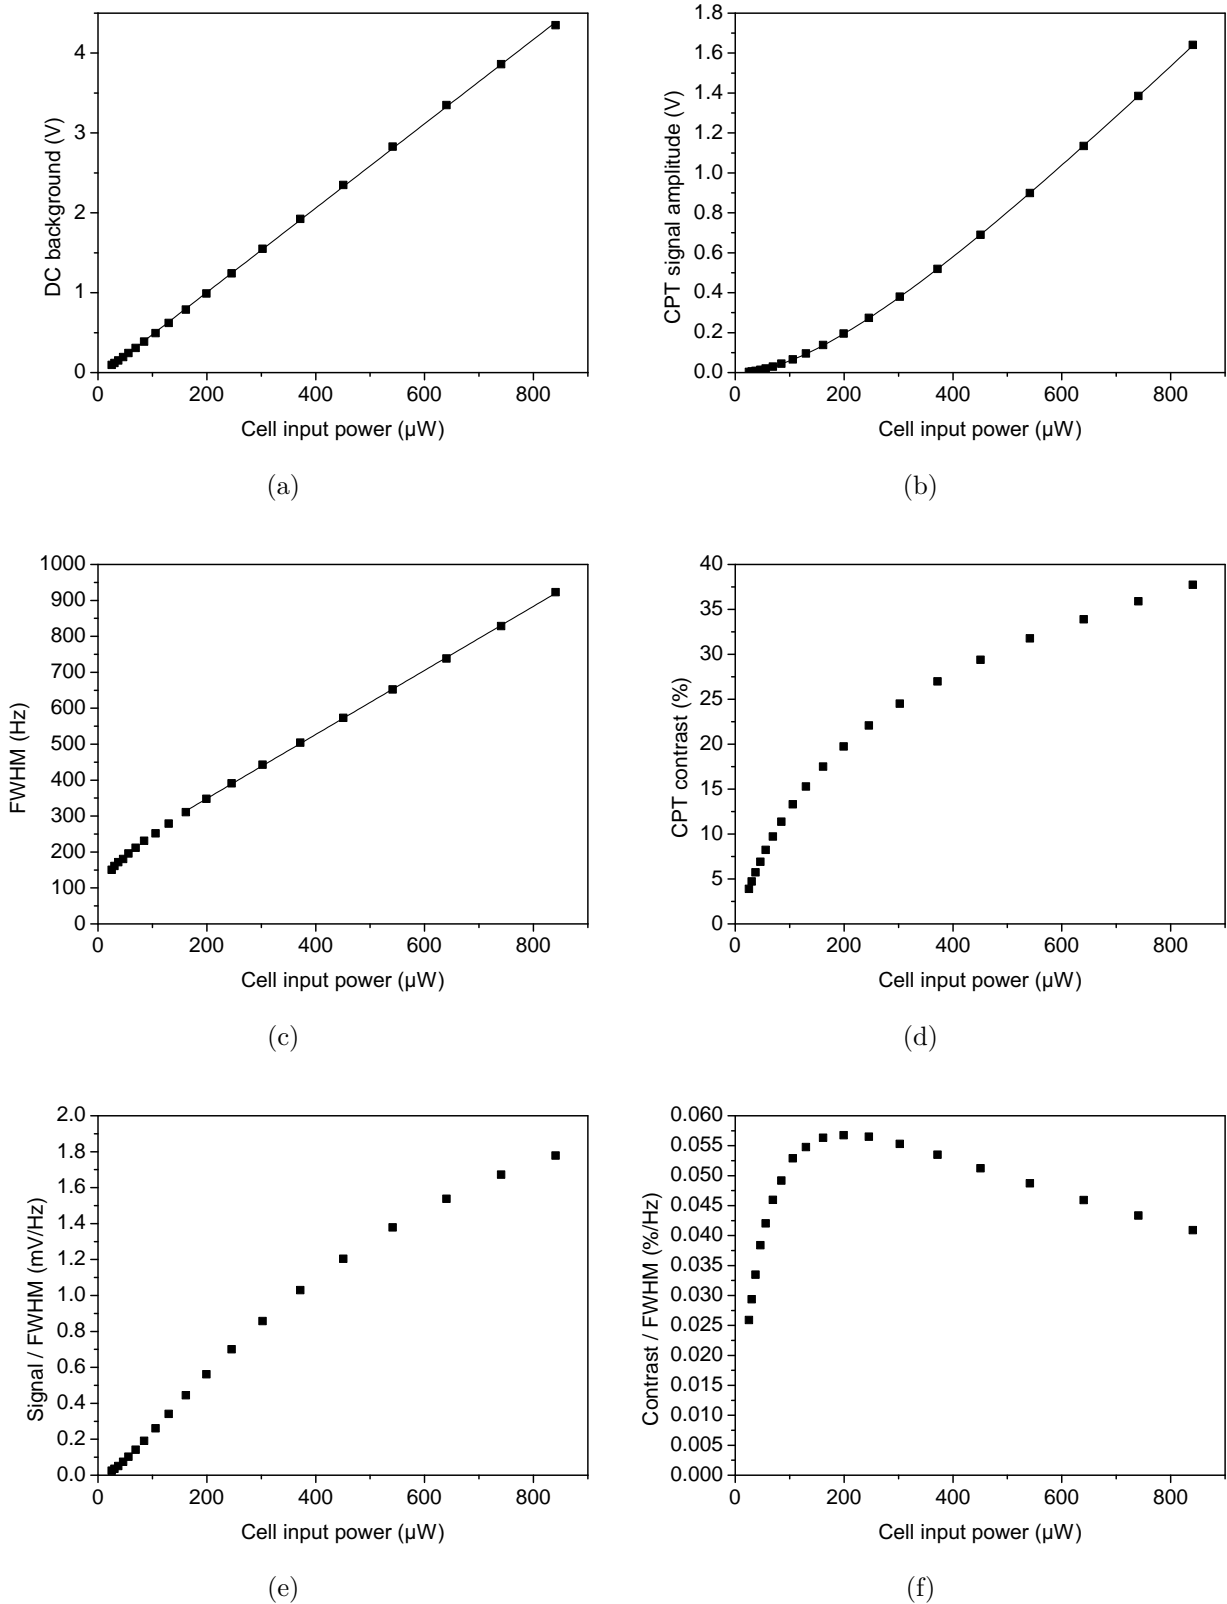 4
3
2
1
0
DC background (V)
0 200 400 600 800
Cell input power (µW)
(a)
1.8
1.6
1.4
1.2
1.0
0.8
0.6
0.4
0.2
0.0
CPT signal amplitude (V)
0 200 400 600 800
Cell input power (µW)
(b)
1000
900
800
700
600
500
400
300
200
100
0
FWHM (Hz)
0 200 400 600 800
Cell input power (µW)
(c)
40
35
30
25
20
15
10
5
0
CPT contrast (%)
0 200 400 600 800
Cell input power (µW)
(d)
2.0
1.8
1.6
1.4
1.2
1.0
0.8
0.6
0.4
0.2
0.0
Signal / FWHM (mV/Hz)
0 200 400 600 800
Cell input power (µW)
(e)
0.060
0.055
0.050
0.045
0.040
0.035
0.030
0.025
0.020
0.015
0.010
0.005
0.000
Contrast / FWHM (%/Hz)
0 200 400 600 800
Cell input power (µW)
(f)